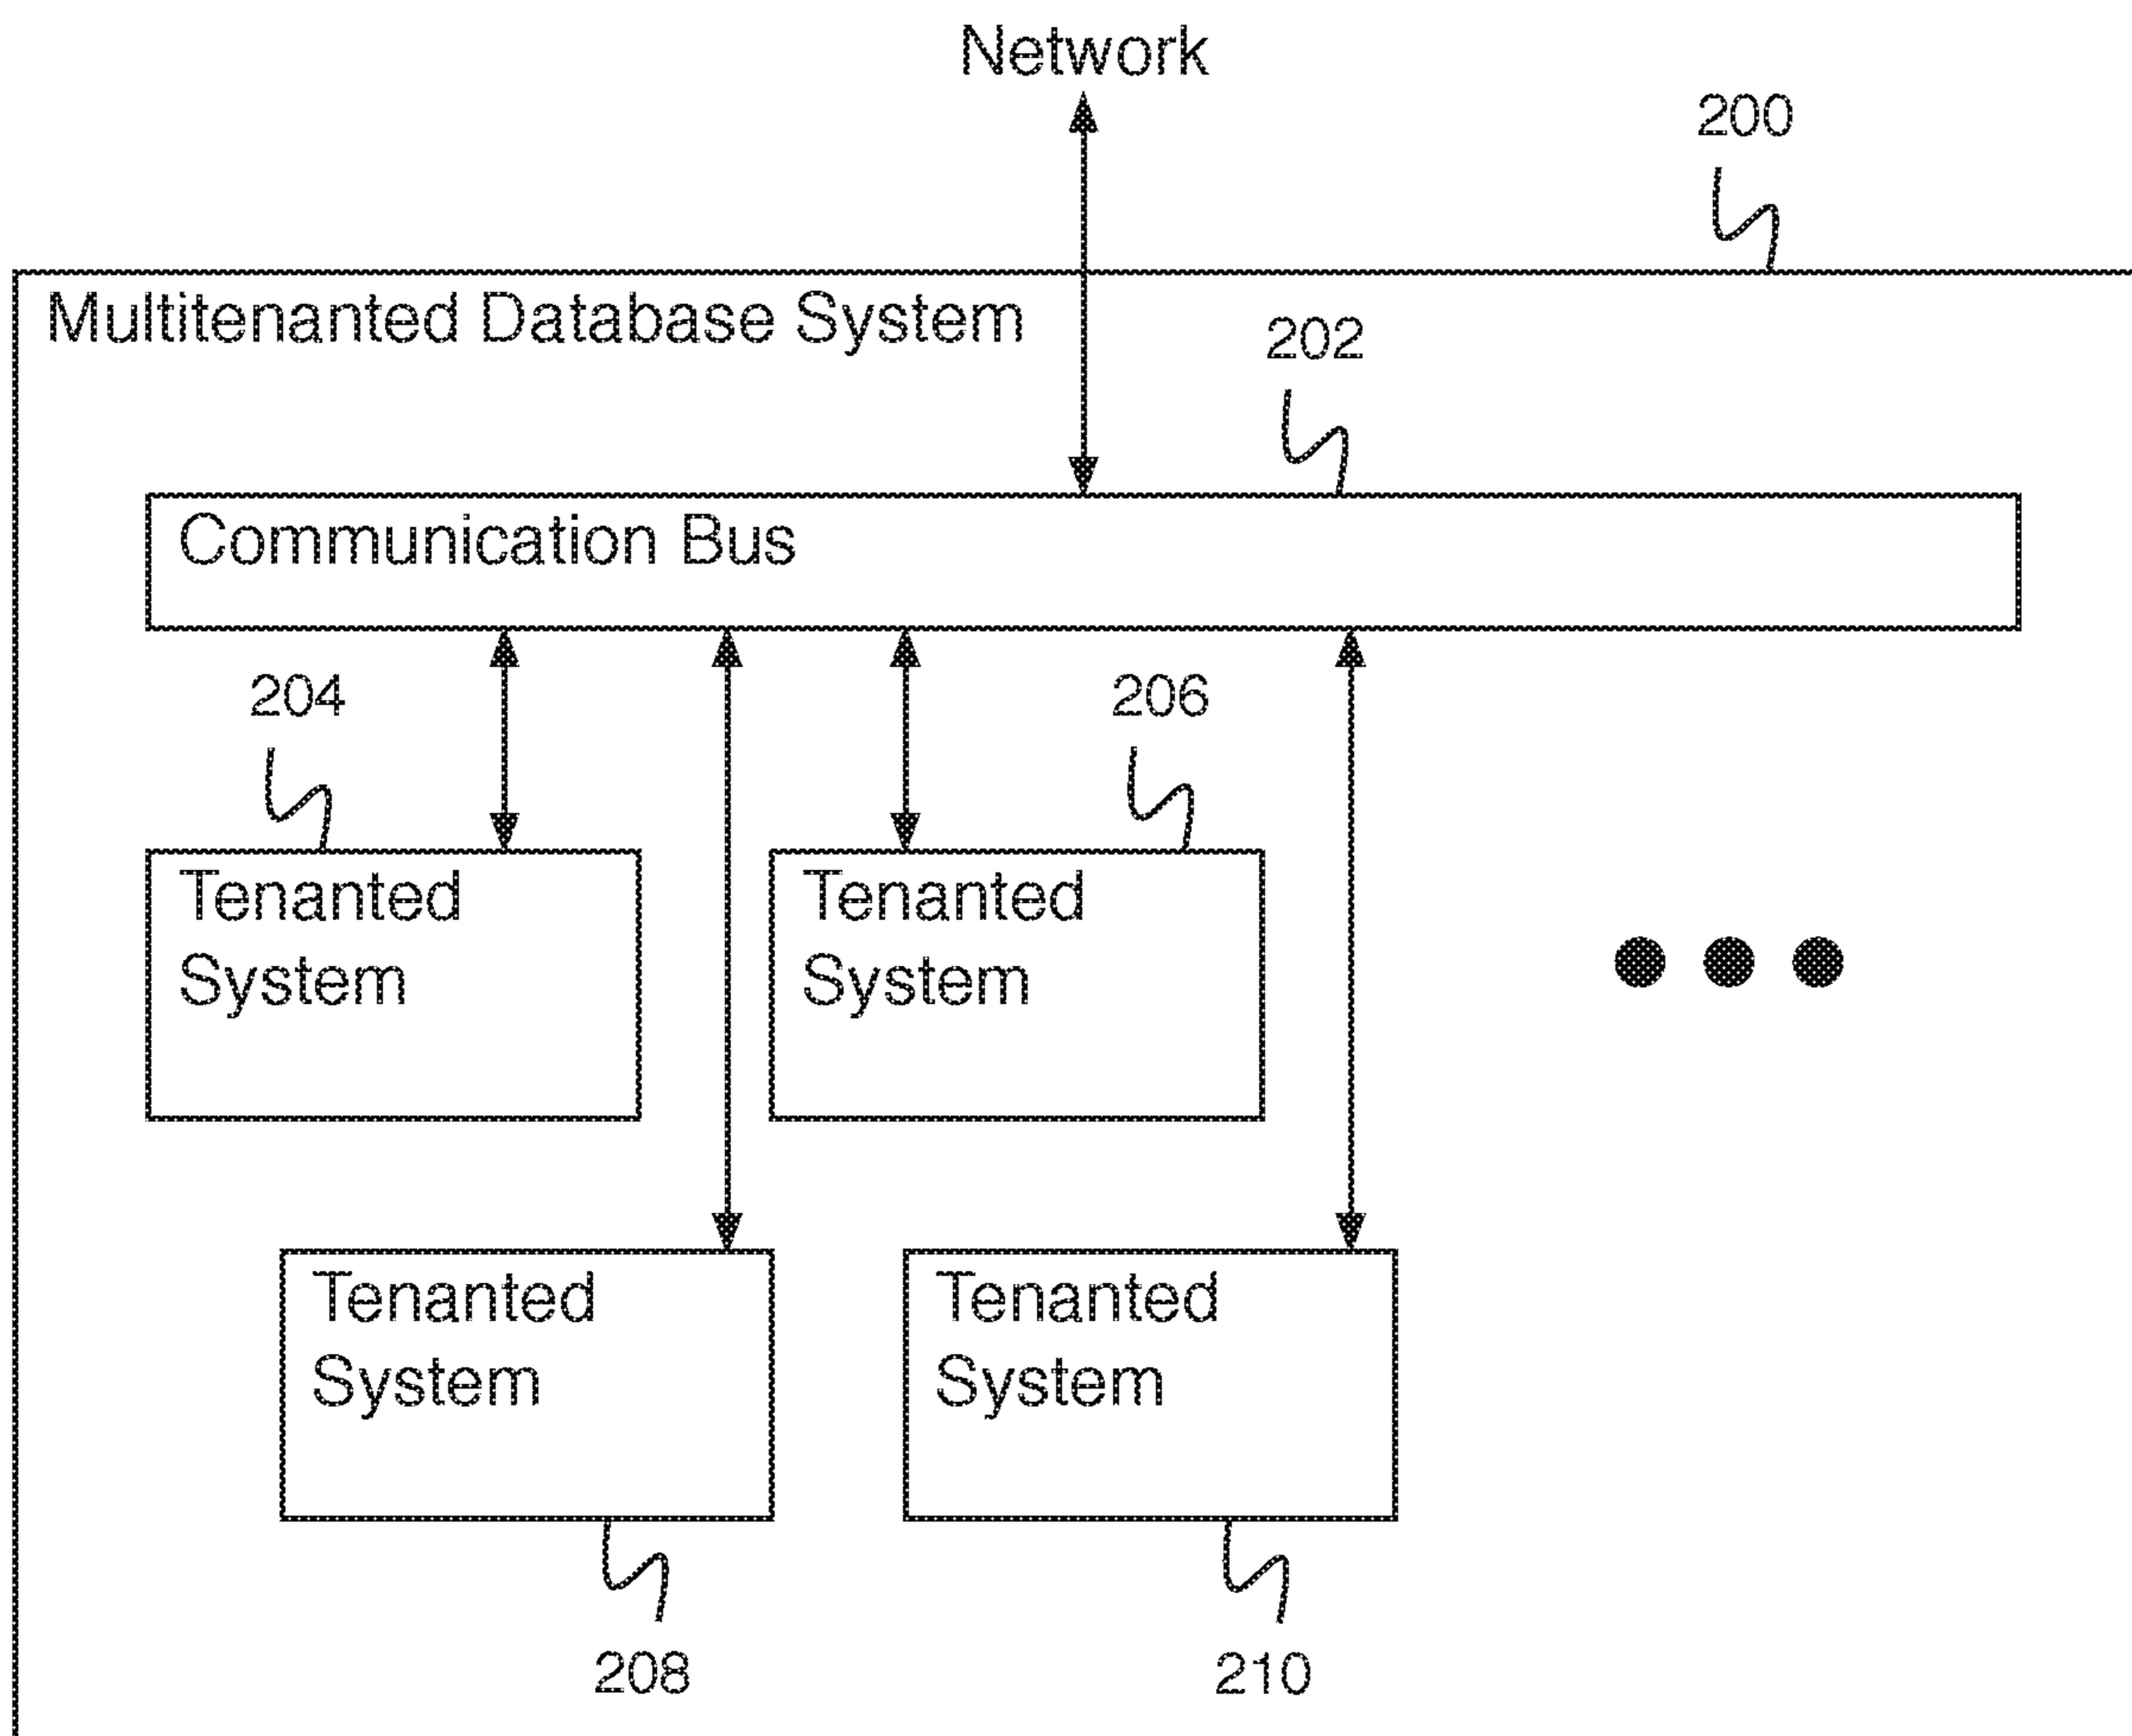 Network
200
Multitenanted Database System
202
Communication Bus
204
206
Tenanted
System
Tenanted
System
Tenanted
System
Tenanted
System
208
210